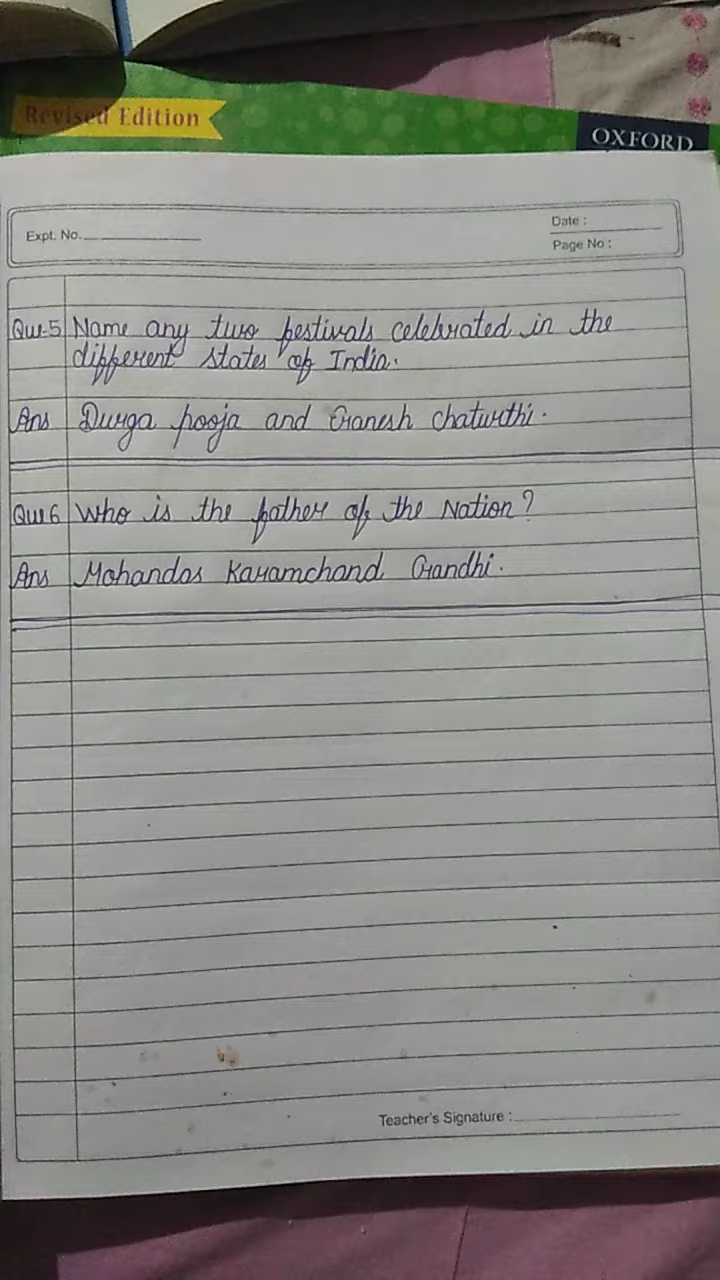 Revised Edition
OXFORD
Expt. No.
Date :
Page No :
Que.5 Name any two festivals celebrated in the
different states of India.
Ans Durga pooja and Ganesh chaturthi.
Que 6 Who is the father of the Nation?
Ans Mohandas Karamchand Gandhi.
Teacher's Signature :